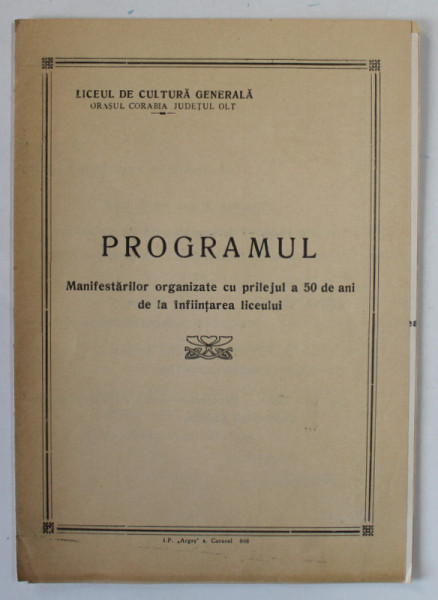 LICEUL DE CULTURĂ GENERALĂ
ORAȘUL CORABIA JUDEȚUL OLT
PROGRAMUL
Manifestărilor organizate cu prilejul a 50 de ani
de la înființarea liceului
I.P. „Argeș” s. Caracal